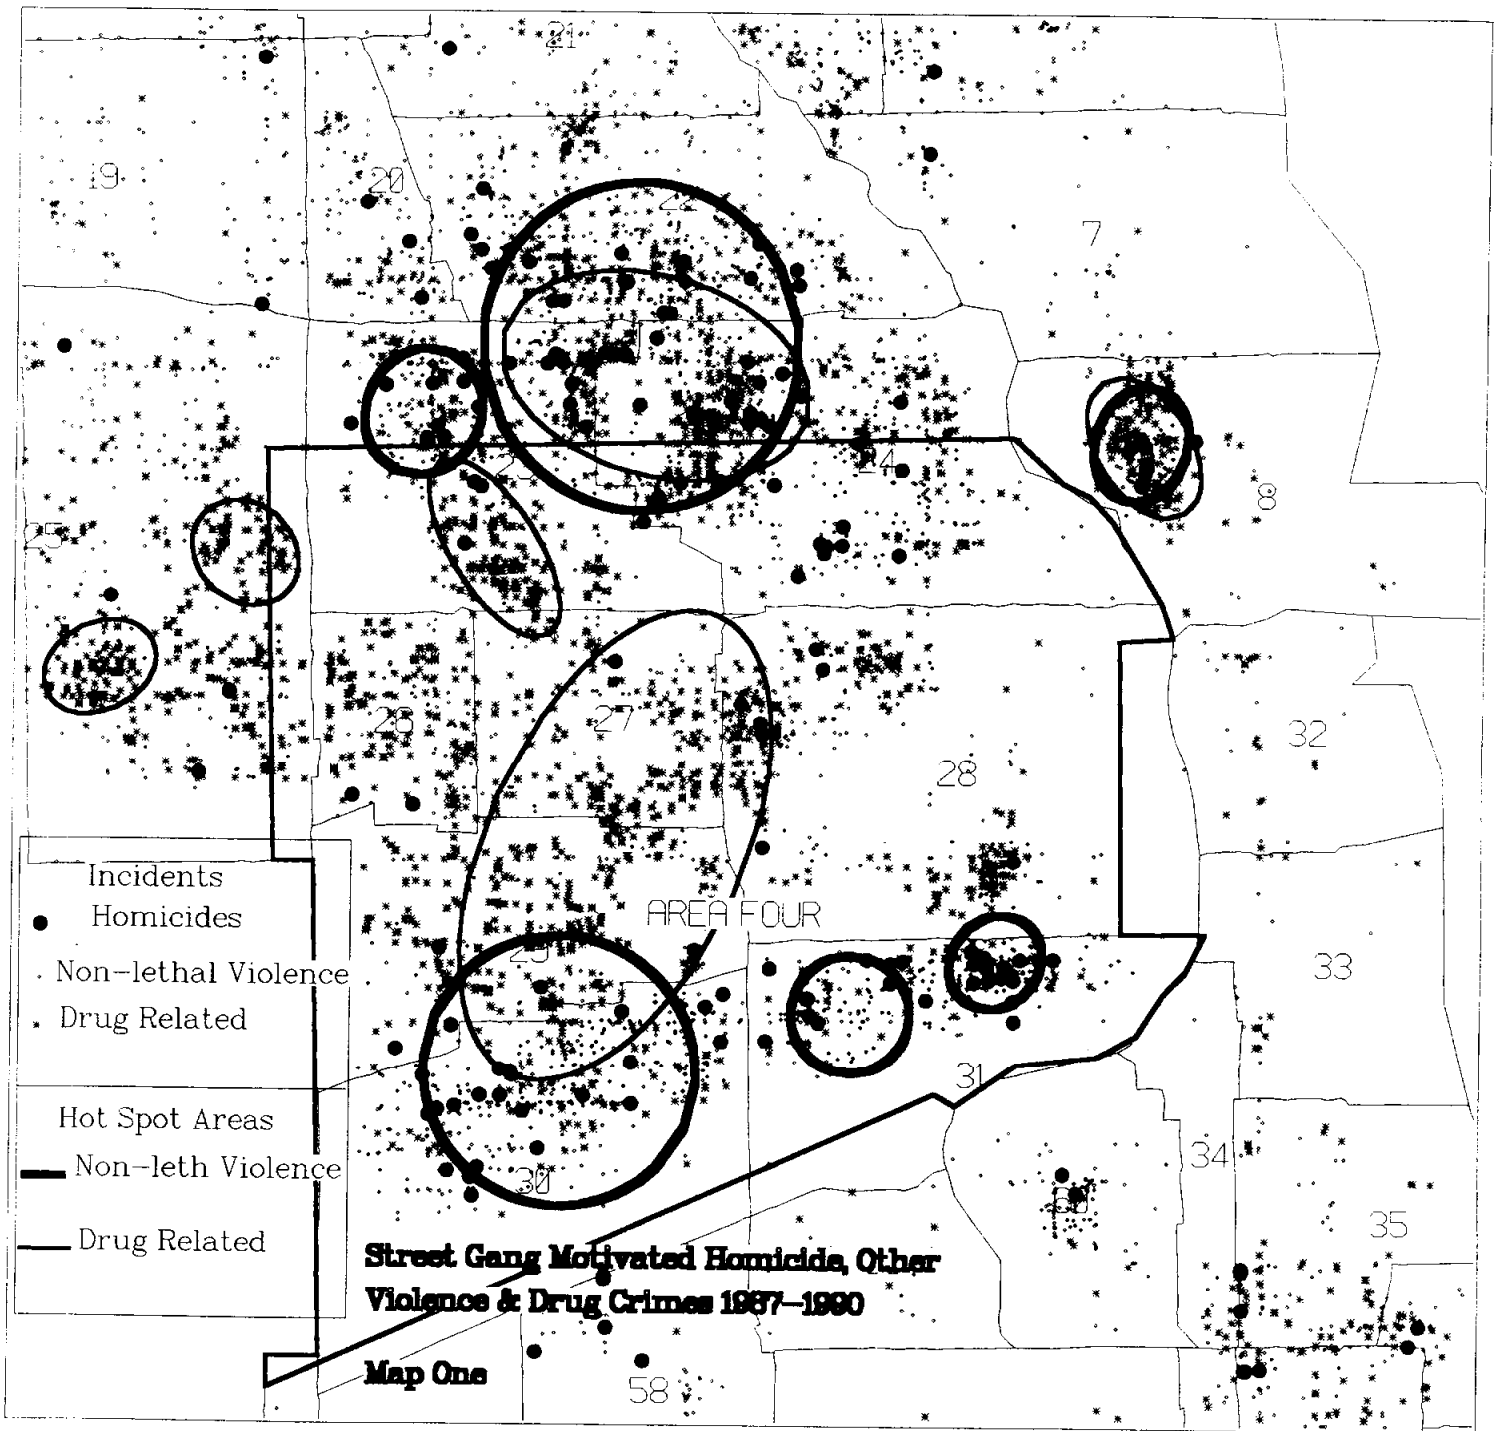 21
19
20
22
7
23
24
25
8
26
27
32
28
Incidents
Homicides
AREA FOUR
29
Non-lethal Violence
33
Drug Related
31
Hot Spot Areas
34
Non-leth Violence
30
60
35
Drug Related
Street Gang Motivated Homicide, Other
Violence & Drug Crimes 1987-1990
Map One
58